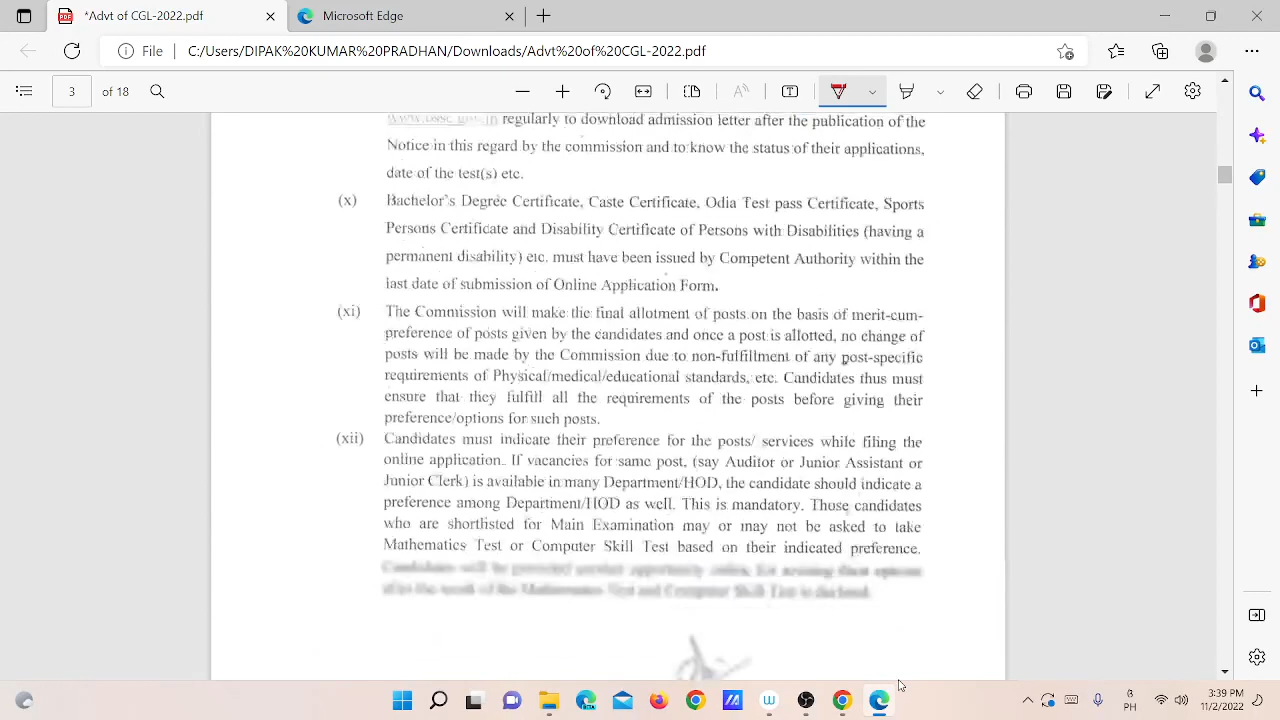 *Advt of CGL-2022.pdf
Microsoft Edge
File C:/Users/DIPAK%20KUMAR%20PRADHAN/Downloads/Advt%20of%20CGL-2022.pdf
3 of 18
regularly to download admission letter after the publication of the
Notice in this regard by the commission and to know the status of their applications,
date of the test(s) etc.
(x) Bachelor's Degree Certificate, Caste Certificate, Odia Test pass Certificate, Sports
Persons Certificate and Disability Certificate of Persons with Disabilities (having a
permanent disability) etc. must have been issued by Competent Authority within the
last date of submission of Online Application Form.
(xi) The Commission will make the final allotment of posts on the basis of merit-cum-
preference of posts given by the candidates and once a post is allotted, no change of
posts will be made by the Commission due to non-fulfillment of any post-specific
requirements of Physical/medical/educational standards, etc. Candidates thus must
ensure that they fulfill all the requirements of the posts before giving their
preference/options for such posts.
(xii) Candidates must indicate their preference for the posts/ services while filing the
online application. If vacancies for same post, (say Auditor or Junior Assistant or
Junior Clerk) is available in many Department/HOD, the candidate should indicate a
preference among Department/HOD as well. This is mandatory. Those candidates
who are shortlisted for Main Examination may or may not be asked to take
Mathematics Test or Computer Skill Test based on their indicated preference.
3:39 PM
11/2/2022